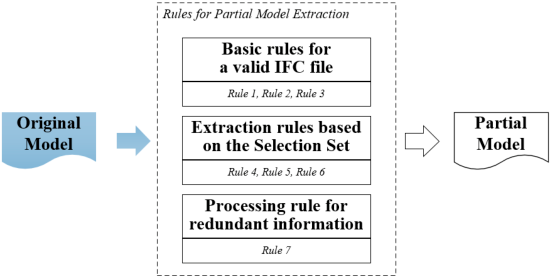 Rules for Partial Model Extraction
Basic rules for
a valid IFC file
Rule 1, Rule 2, Rule 3
Original
Model
Extraction rules based
on the Selection Set
Rule 4, Rule 5, Rule 6
Partial
Model
Processing rule for
redundant information
Rule 7